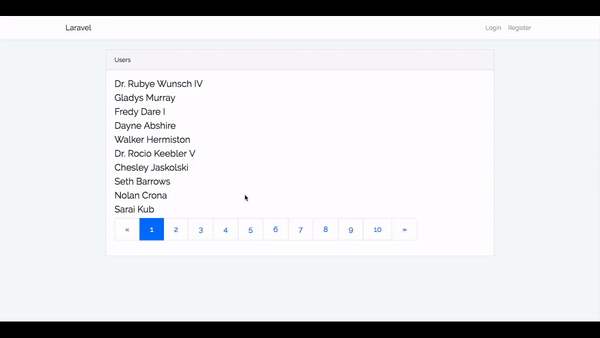 Laravel Login Register
Users
Dr. Rubye Wunsch IV
Gladys Murray
Fredy Dare I
Dayne Abshire
Walker Hermiston
Dr. Rocio Keebler V
Chesley Jaskolski
Seth Barrows
Nolan Crona
Sarai Kub
« 1 2 3 4 5 6 7 8 9 10 »